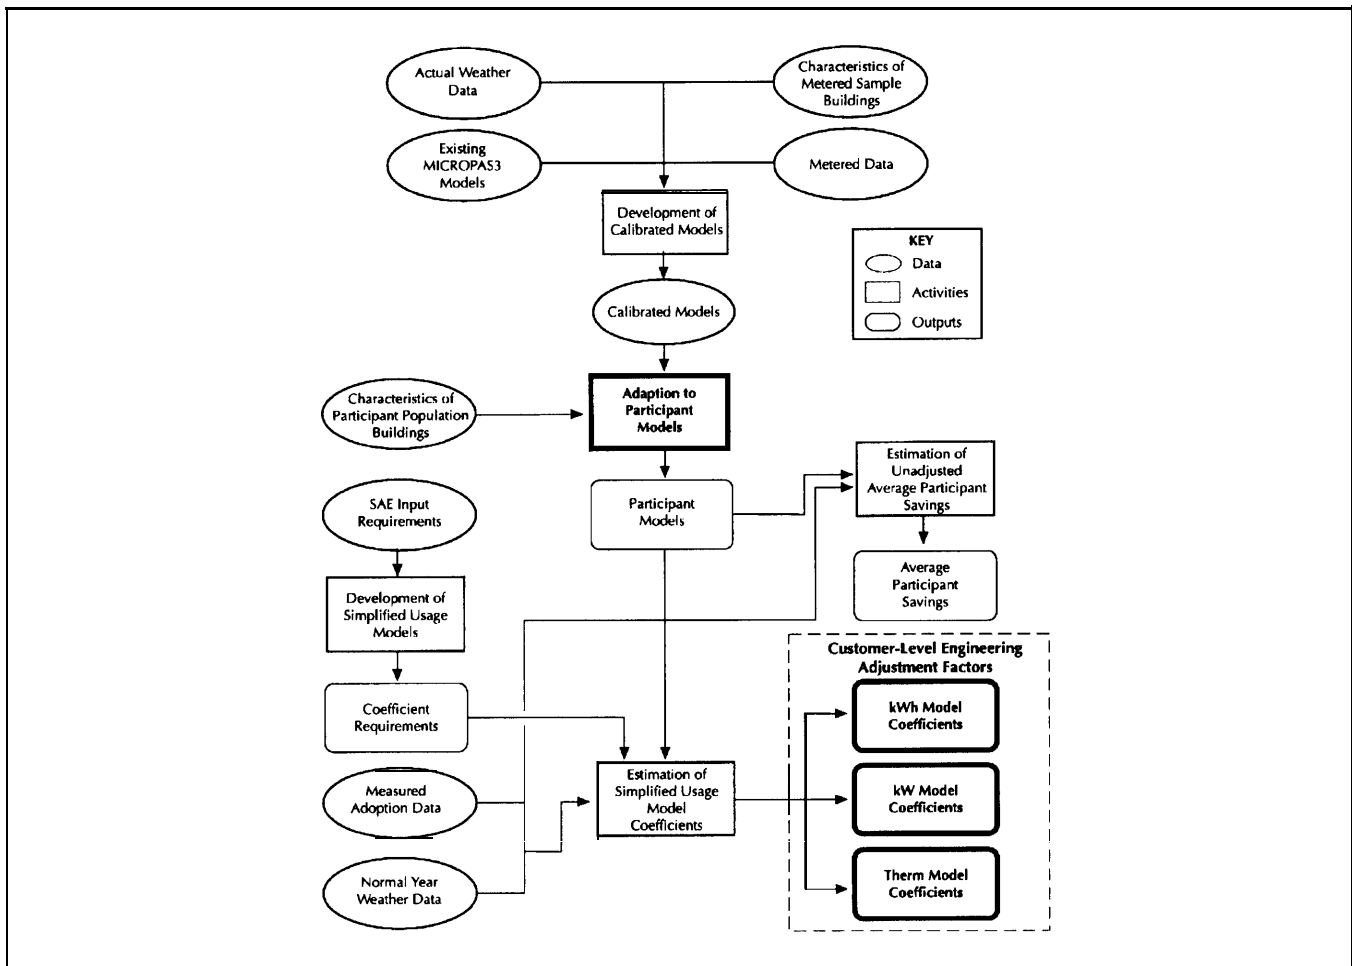 Actual Weather
Data
Characteristics of
Metered Sample
Buildings
Existing
MICROPAS3
Models
Metered Data
Development of
Calibrated Models
KEY
Data
Activities
Outputs
Calibrated Models
Characteristics of
Participant Population
Buildings
Adaption to
Participant
Models
Estimation of
Unadjusted
Average Participant
Savings
SAE Input
Requirements
Participant
Models
Average
Participant
Savings
Development of
Simplified Usage
Models
Customer-Level Engineering
Adjustment Factors
Coefficient
Requirements
kWh Model
Coefficients
Measured
Adoption Data
Estimation of
Simplified Usage
Model
Coefficients
kW Model
Coefficients
Normal Year
Weather Data
Therm Model
Coefficients